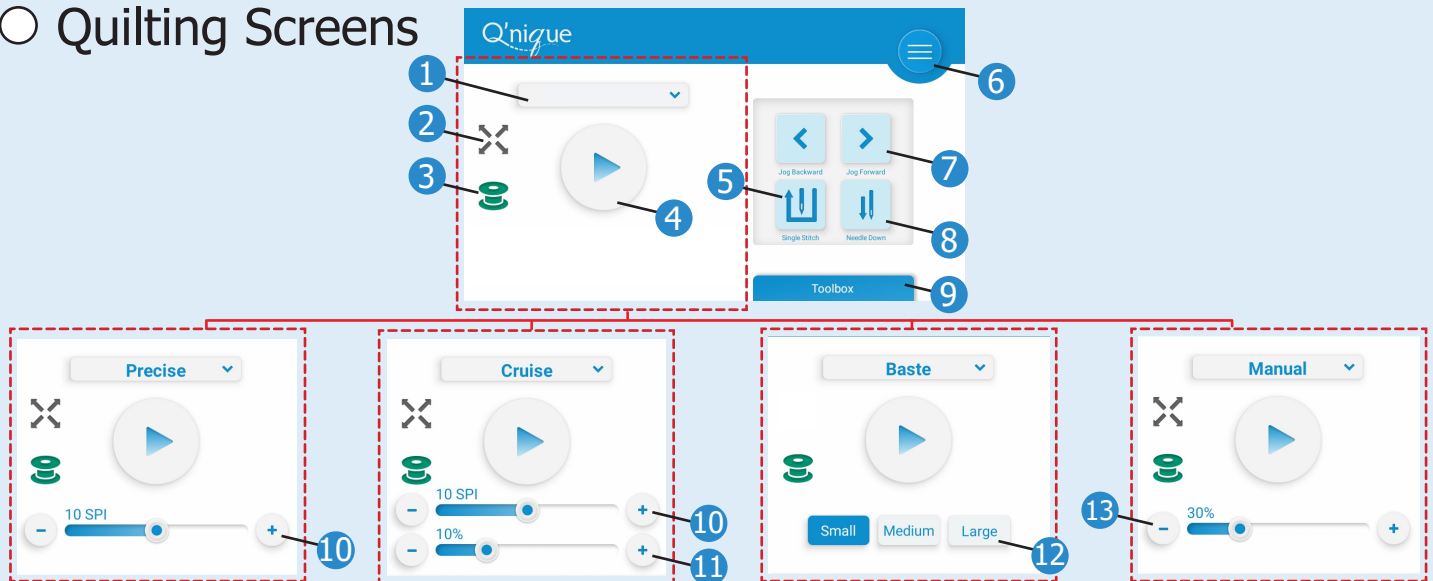 Quilting Screens
Q'nique
1
2
3
4
5
6
7
8
9
Jog Backward
Jog Forward
Single Stitch
Needle Down
Toolbox
Precise
10 SPI
10
Cruise
10 SPI
10%
10
11
Baste
Small
Medium
Large
12
Manual
13
30%